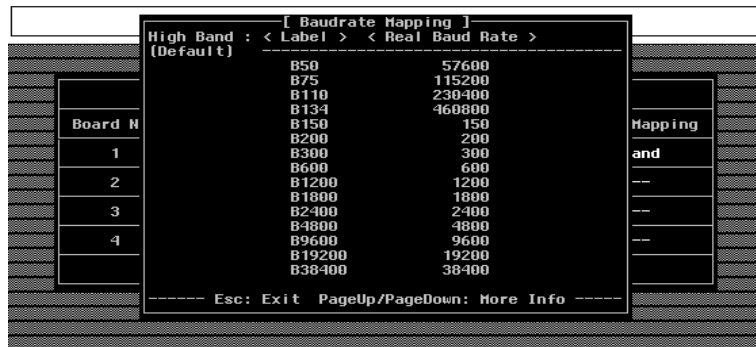 [ Baudrate Mapping ]
High Band : < Label > < Real Baud Rate >
(Default) ----------------------------------------
B50 57600
B75 115200
B110 230400
B134 460800
Board N B150 150 Mapping
B200 200
1 B300 300 and
B600 600
2 B1200 1200 --
B1800 1800
3 B2400 2400 --
B4800 4800
4 B9600 9600 --
B19200 19200
B38400 38400
------ Esc: Exit PageUp/PageDown: More Info -----